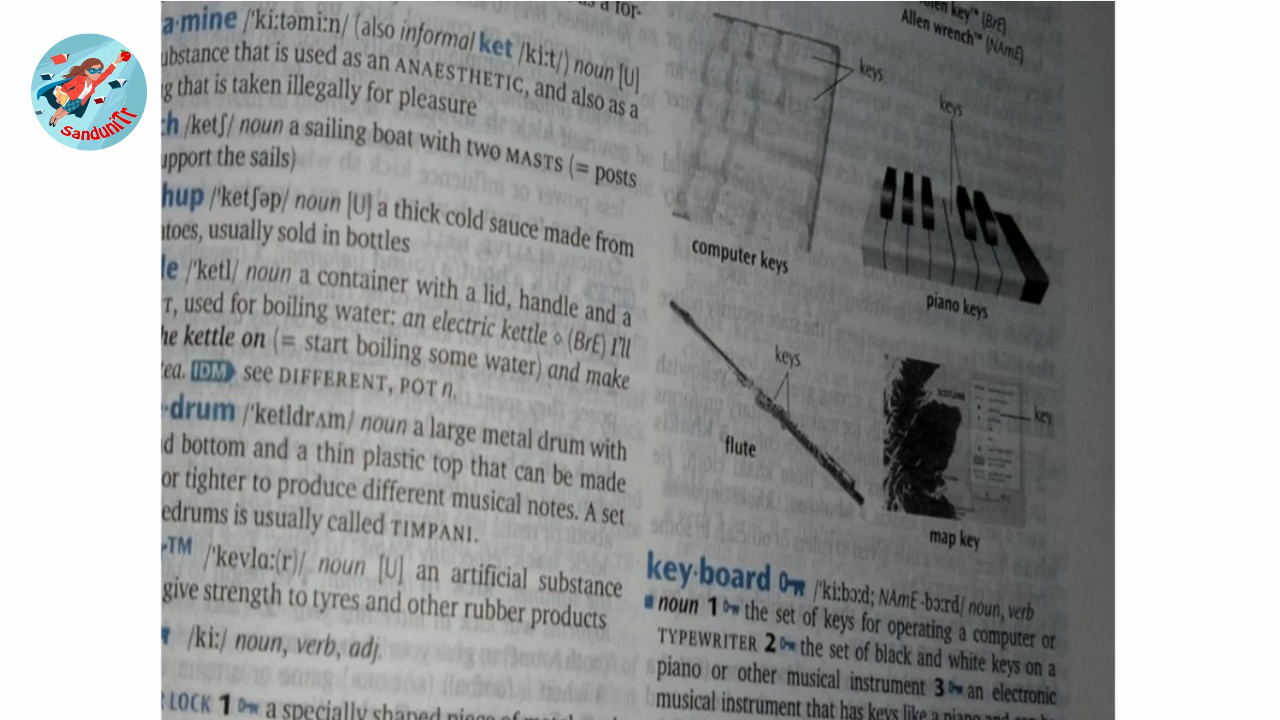 SanduniTr
a·mine /ˈkiːtəmiːn/ (also informal ket /kiːt/) noun [U]
ubstance that is used as an ANAESTHETIC, and also as a
g that is taken illegally for pleasure
ch /ketʃ/ noun a sailing boat with two MASTS (= posts
upport the sails)
hup /ˈketʃəp/ noun [U] a thick cold sauce made from
atoes, usually sold in bottles
le /ˈketl/ noun a container with a lid, handle and a
T, used for boiling water: an electric kettle ◇ (BrE) I'll
he kettle on (= start boiling some water) and make
tea. IDM see DIFFERENT, POT n.
·drum /ˈketldrʌm/ noun a large metal drum with
d bottom and a thin plastic top that can be made
or tighter to produce different musical notes. A set
edrums is usually called TIMPANI.
™ /ˈkevlɑː(r)/ noun [U] an artificial substance
give strength to tyres and other rubber products
/kiː/ noun, verb, adj.
LOCK 1 a specially shaped piece of
key™ (BrE)
Allen wrench™ (NAmE)
keys
computer keys
keys
piano keys
keys
flute
SCOTLAND
key
map key
key·board /ˈkiːbɔːd; NAmE -bɔːrd/ noun, verb
■ noun 1 the set of keys for operating a computer or
TYPEWRITER 2 the set of black and white keys on a
piano or other musical instrument 3 an electronic
musical instrument that has keys like a piano and can be